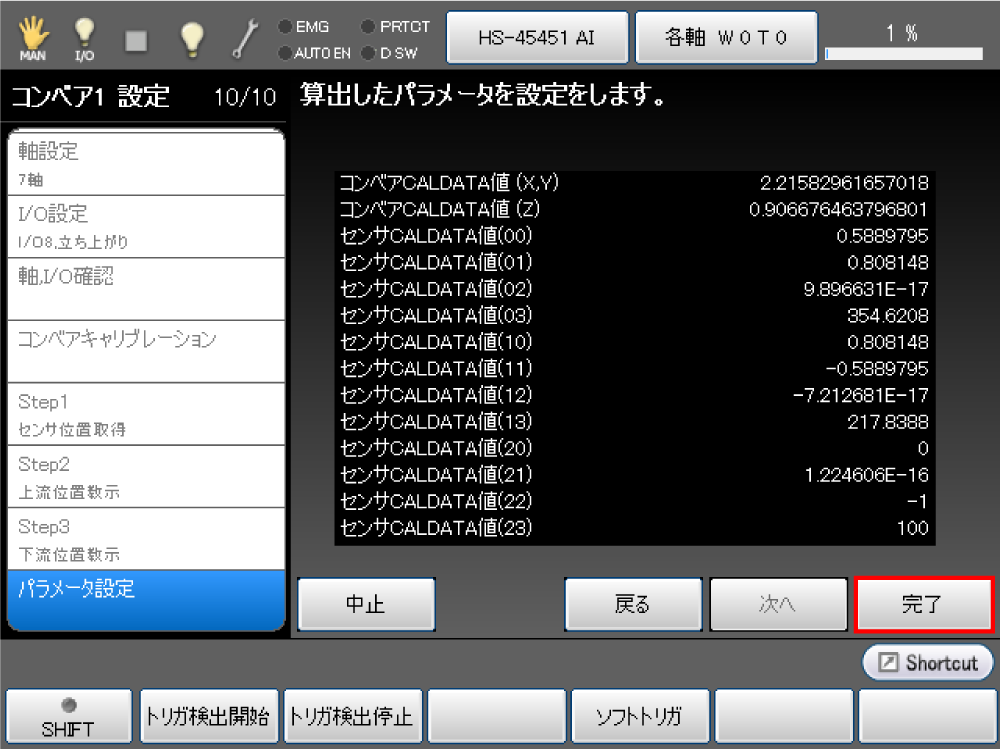 MAN
I/O
EMG
PRTCT
AUTO EN
D SW
HS-45451 AI
各軸 W0T0
1 %
コンベア1 設定 10/10
算出したパラメータを設定をします。
軸設定
7軸
I/O設定
I/O8,立ち上がり
軸,I/O確認
コンベアキャリブレーション
Step1
センサ位置取得
Step2
上流位置教示
Step3
下流位置教示
パラメータ設定
コンベアCALDATA値 (X,Y) 2.21582961657018
コンベアCALDATA値 (Z) 0.906676463796801
センサCALDATA値(00) 0.5889795
センサCALDATA値(01) 0.808148
センサCALDATA値(02) 9.896631E-17
センサCALDATA値(03) 354.6208
センサCALDATA値(10) 0.808148
センサCALDATA値(11) -0.5889795
センサCALDATA値(12) -7.212681E-17
センサCALDATA値(13) 217.8388
センサCALDATA値(20) 0
センサCALDATA値(21) 1.224606E-16
センサCALDATA値(22) -1
センサCALDATA値(23) 100
中止
戻る
次へ
完了
Shortcut
SHIFT
トリガ検出開始
トリガ検出停止
ソフトトリガ